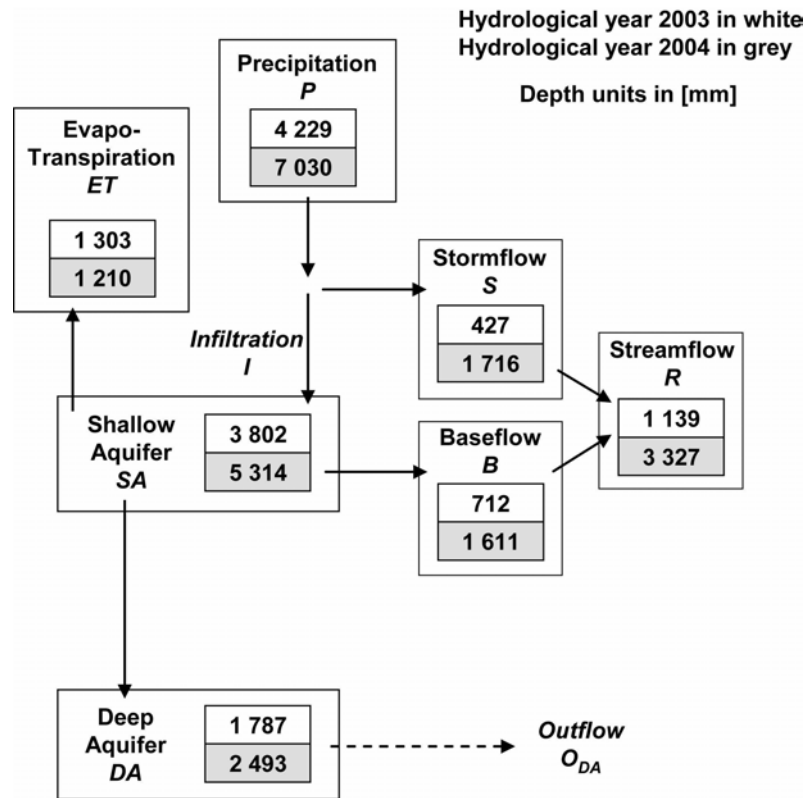 Hydrological year 2003 in white
Hydrological year 2004 in grey
Depth units in [mm]
Precipitation
P
4 229
7 030
Evapo-
Transpiration
ET
1 303
1 210
Stormflow
S
427
1 716
Infiltration
I
Streamflow
R
1 139
3 327
Shallow
Aquifer
SA
3 802
5 314
Baseflow
B
712
1 611
Deep
Aquifer
DA
1 787
2 493
Outflow
O_DA